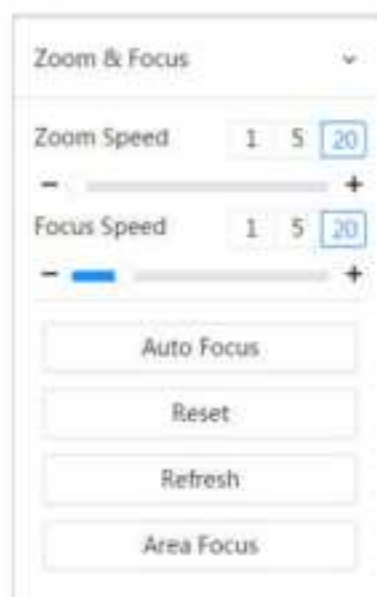 Zoom & Focus
Zoom Speed 1 5 20
- +
Focus Speed 1 5 20
- +
Auto Focus
Reset
Refresh
Area Focus